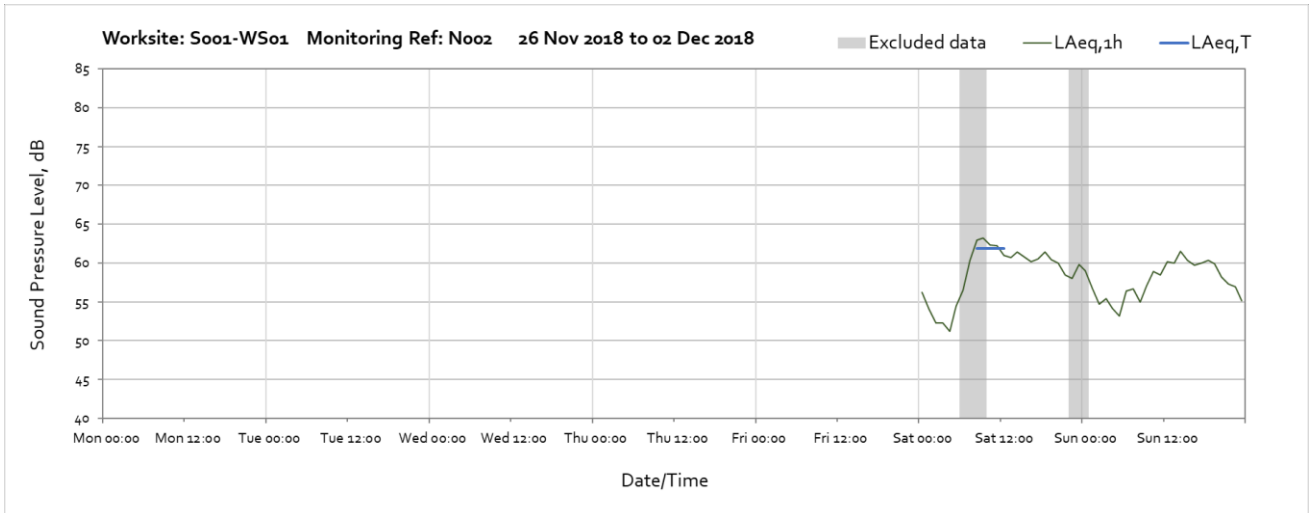 Worksite: S001-WS01 Monitoring Ref: N002 26 Nov 2018 to 02 Dec 2018
Excluded data LAeq,1h LAeq,T
85
80
75
70
65
60
55
50
45
40
Sound Pressure Level, dB
Mon 00:00 Mon 12:00 Tue 00:00 Tue 12:00 Wed 00:00 Wed 12:00 Thu 00:00 Thu 12:00 Fri 00:00 Fri 12:00 Sat 00:00 Sat 12:00 Sun 00:00 Sun 12:00
Date/Time